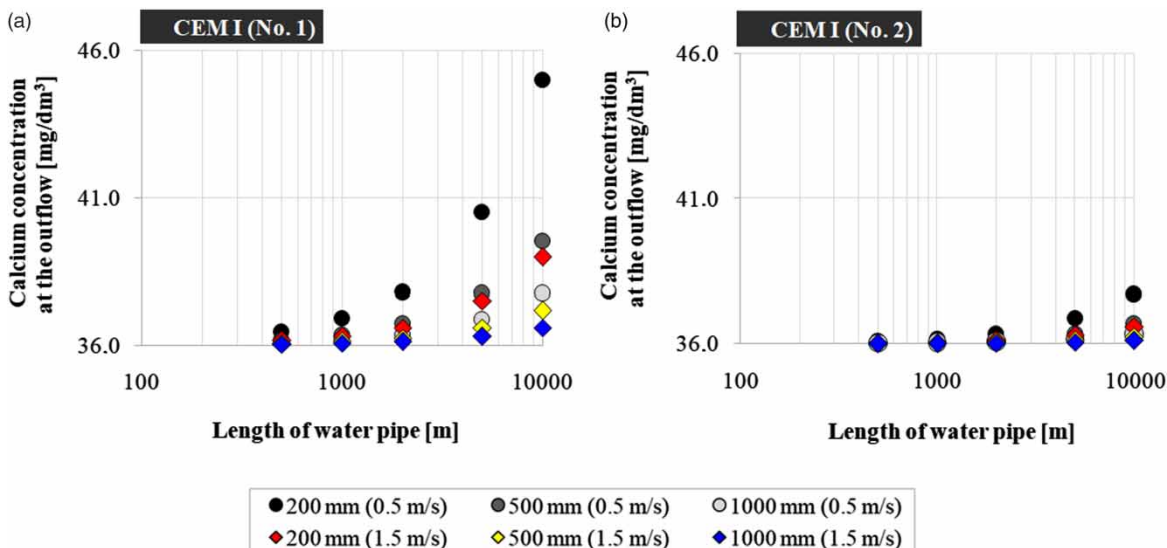 (a)
CEM I (No. 1)
Calcium concentration
at the outflow [mg/dm³]
46.0
41.0
36.0
100 1000 10000
Length of water pipe [m]
(b)
CEM I (No. 2)
Calcium concentration
at the outflow [mg/dm³]
46.0
41.0
36.0
100 1000 10000
Length of water pipe [m]
200 mm (0.5 m/s) 500 mm (0.5 m/s) 1000 mm (0.5 m/s)
200 mm (1.5 m/s) 500 mm (1.5 m/s) 1000 mm (1.5 m/s)